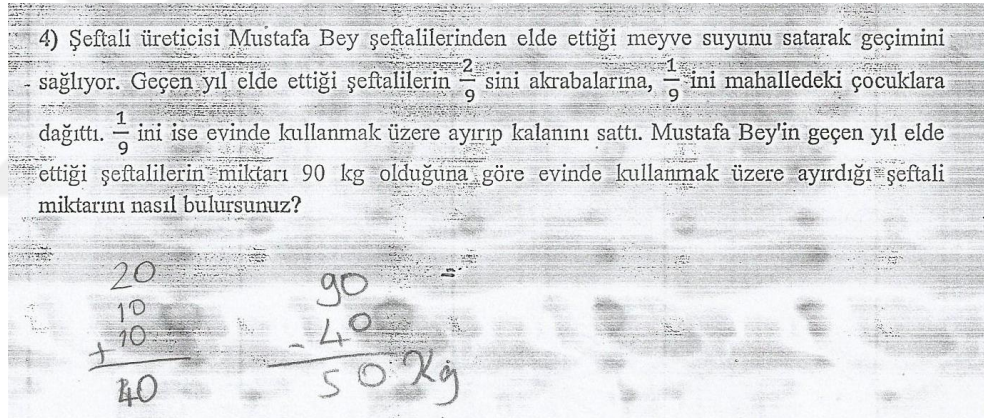 4) Şeftali üreticisi Mustafa Bey şeftalilerinden elde ettiği meyve suyunu satarak geçimini
sağlıyor. Geçen yıl elde ettiği şeftalilerin 2/9 sini akrabalarına, 1/9 ini mahalledeki çocuklara
dağıttı. 1/9 ini ise evinde kullanmak üzere ayırıp kalanını sattı. Mustafa Bey'in geçen yıl elde
ettiği şeftalilerin miktarı 90 kg olduğuna göre evinde kullanmak üzere ayırdığı şeftali
miktarını nasıl bulursunuz?
20
10
+ 10
40
90
- 40
50 Kg